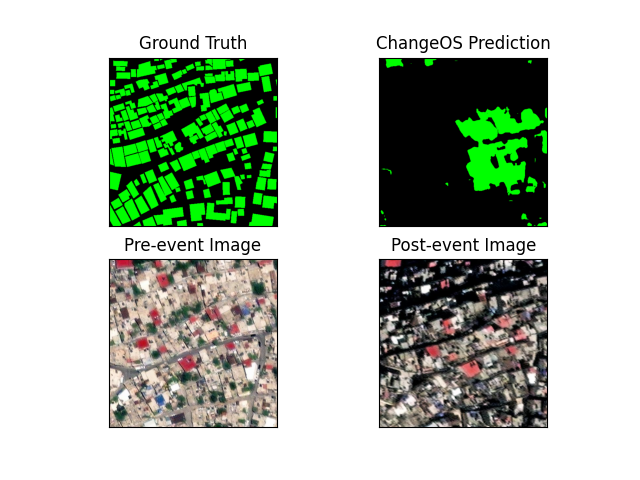 Ground Truth
ChangeOS Prediction
Pre-event Image
Post-event Image